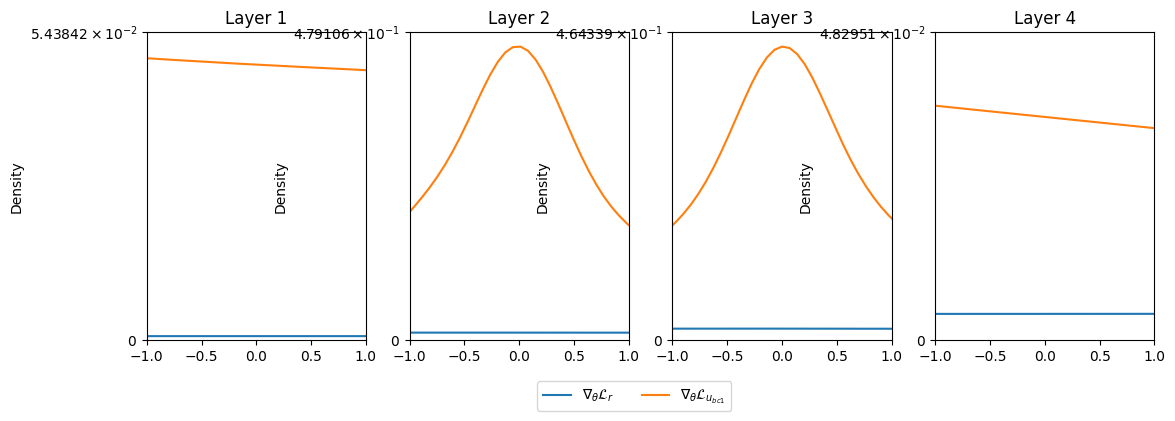 Layer 1
Layer 2
Layer 3
Layer 4
5.43842 × 10⁻²
4.79106 × 10⁻¹
4.64339 × 10⁻¹
4.82951 × 10⁻²
Density
Density
Density
Density
0
0
0
0
−1.0 −0.5 0.0 0.5 1.0
−1.0 −0.5 0.0 0.5 1.0
−1.0 −0.5 0.0 0.5 1.0
−1.0 −0.5 0.0 0.5 1.0
∇θℒr
∇θℒu_bc1